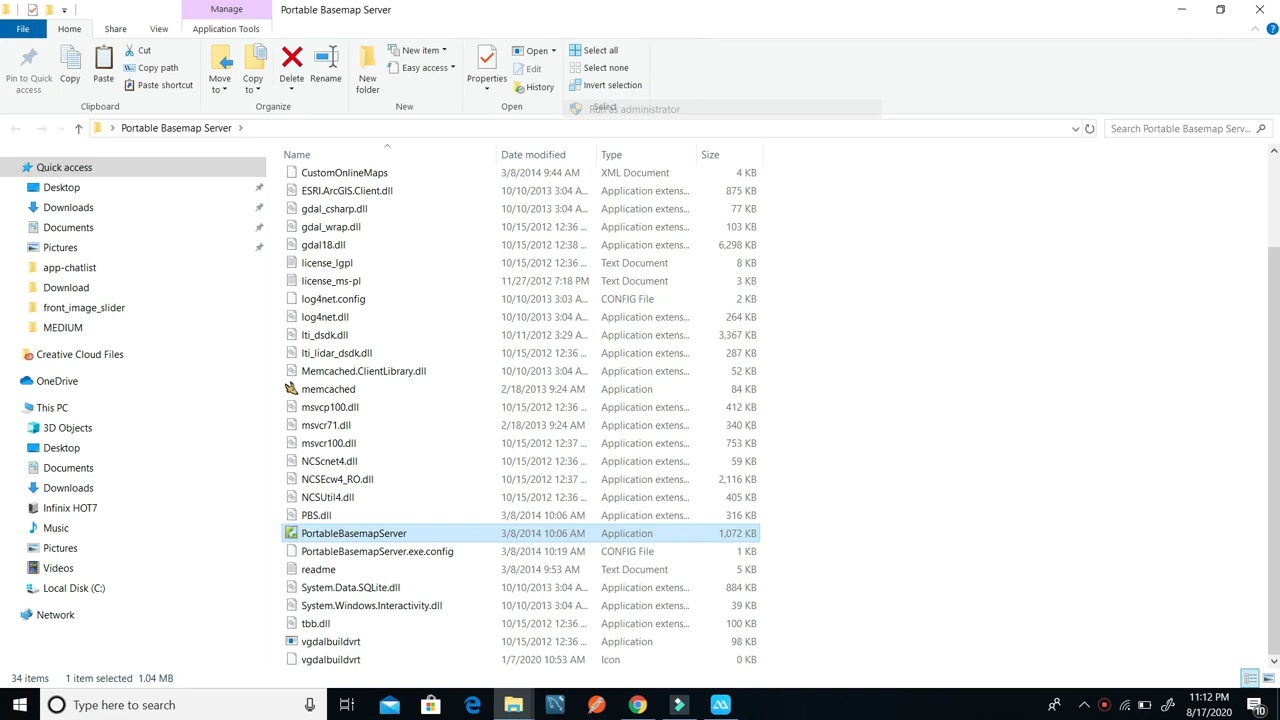 Manage
Portable Basemap Server
File
Home
Share
View
Application Tools
Pin to Quick access
Copy
Paste
Cut
Copy path
Paste shortcut
Clipboard
Move to
Copy to
Delete
Rename
Organize
New folder
New item
Easy access
New
Properties
Open
Edit
History
Open
Select all
Select none
Invert selection
Select
Run as administrator
Portable Basemap Server
Search Portable Basemap Serv...
Name
Date modified
Type
Size
CustomOnlineMaps 3/8/2014 9:44 AM XML Document 4 KB
ESRI.ArcGIS.Client.dll 10/10/2013 3:04 A... Application extens... 875 KB
gdal_csharp.dll 10/10/2013 3:04 A... Application extens... 77 KB
gdal_wrap.dll 10/15/2012 12:36 ... Application extens... 103 KB
gdal18.dll 10/15/2012 12:38 ... Application extens... 6,298 KB
license_lgpl 10/15/2012 12:36 ... Text Document 8 KB
license_ms-pl 11/27/2012 7:18 PM Text Document 3 KB
log4net.config 10/10/2013 3:03 A... CONFIG File 2 KB
log4net.dll 10/10/2013 3:04 A... Application extens... 264 KB
lti_dsdk.dll 10/11/2012 3:29 A... Application extens... 3,367 KB
lti_lidar_dsdk.dll 10/15/2012 12:36 ... Application extens... 287 KB
Memcached.ClientLibrary.dll 10/10/2013 3:04 A... Application extens... 52 KB
memcached 2/18/2013 9:24 AM Application 84 KB
msvcp100.dll 10/15/2012 12:36 ... Application extens... 412 KB
msvcr71.dll 2/18/2013 9:24 AM Application extens... 340 KB
msvcr100.dll 10/15/2012 12:37 ... Application extens... 753 KB
NCScnet4.dll 10/15/2012 12:36 ... Application extens... 59 KB
NCSEcw4_RO.dll 10/15/2012 12:37 ... Application extens... 2,116 KB
NCSUtil4.dll 10/15/2012 12:36 ... Application extens... 405 KB
PBS.dll 3/8/2014 10:06 AM Application extens... 316 KB
PortableBasemapServer 3/8/2014 10:06 AM Application 1,072 KB
PortableBasemapServer.exe.config 3/8/2014 10:19 AM CONFIG File 1 KB
readme 3/8/2014 9:53 AM Text Document 5 KB
System.Data.SQLite.dll 10/10/2013 3:04 A... Application extens... 884 KB
System.Windows.Interactivity.dll 10/10/2013 3:04 A... Application extens... 39 KB
tbb.dll 10/15/2012 12:36 ... Application extens... 100 KB
vgdalbuildvrt 10/15/2012 12:36 ... Application 98 KB
vgdalbuildvrt 1/7/2020 10:53 AM Icon 0 KB
Quick access
Desktop
Downloads
Documents
Pictures
app-chatlist
Download
front_image_slider
MEDIUM
Creative Cloud Files
OneDrive
This PC
3D Objects
Desktop
Documents
Downloads
Infinix HOT7
Music
Pictures
Videos
Local Disk (C:)
Network
34 items 1 item selected 1.04 MB
Type here to search
11:12 PM
8/17/2020
10